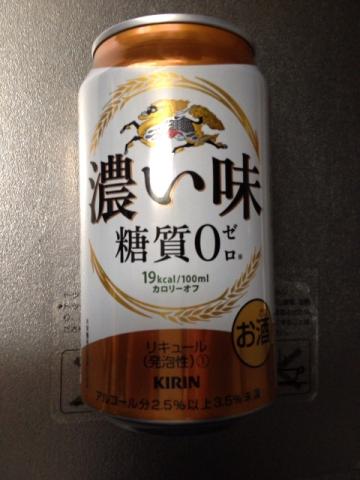 濃い味
糖質0ゼロ※
19kcal/100ml
カロリーオフ
お酒
リキュール
(発泡性)①
KIRIN
アルコール分2.5%以上3.5%未満